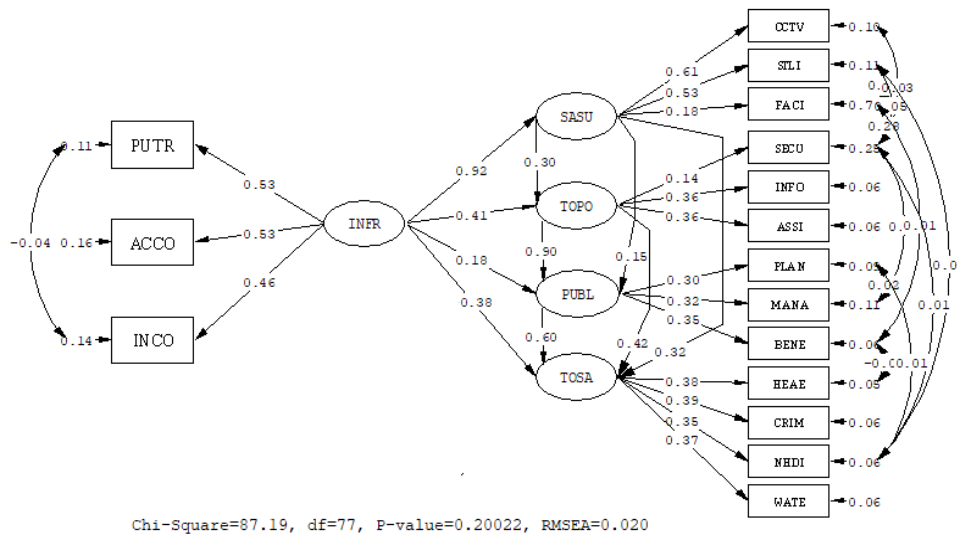 CCTV 0.10
STLI 0.11
0.61
0.03
0.53
FACI 0.70
0.18
SASU
PUTR 0.11
SECU 0.25
0.30
0.14
0.53
0.92
INFO 0.06
0.36
TOPO
INFR 0.41
0.36
ASSI 0.06
-0.04 0.16 ACCO 0.53
0.90
0.15
PLAN
0.18
0.30
0.46
PUBL
0.02
0.32
MANA 0.11
0.38
0.01
0.35
0.60
INCO 0.14
0.42
BENE
0.32
TOSA
0.38
HEAE 0.05
0.39
0.35
CRIM 0.06
0.37
NHDI 0.06
WATE 0.06
Chi-Square=87.19, df=77, P-value=0.20022, RMSEA=0.020